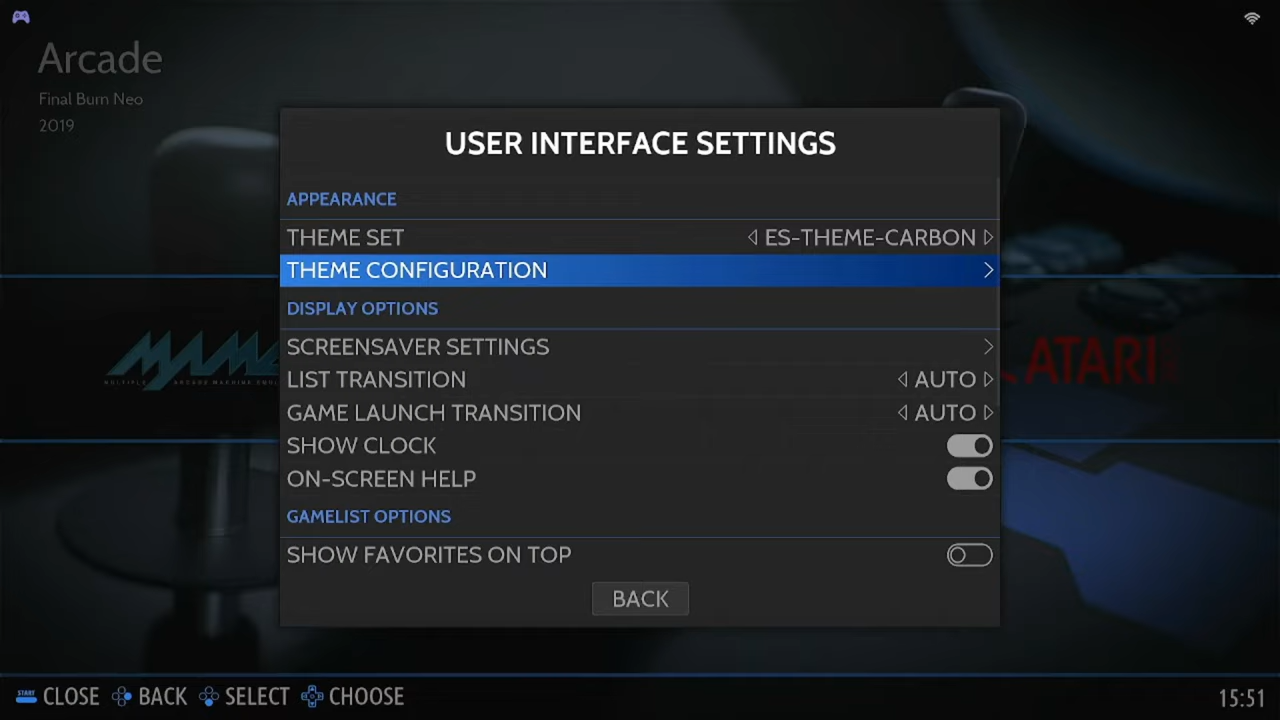 Arcade
Final Burn Neo
2019
USER INTERFACE SETTINGS
APPEARANCE
THEME SET ES-THEME-CARBON
THEME CONFIGURATION
DISPLAY OPTIONS
SCREENSAVER SETTINGS
LIST TRANSITION AUTO
GAME LAUNCH TRANSITION AUTO
SHOW CLOCK
ON-SCREEN HELP
GAMELIST OPTIONS
SHOW FAVORITES ON TOP
BACK
ATARI
START CLOSE BACK SELECT CHOOSE
15:51